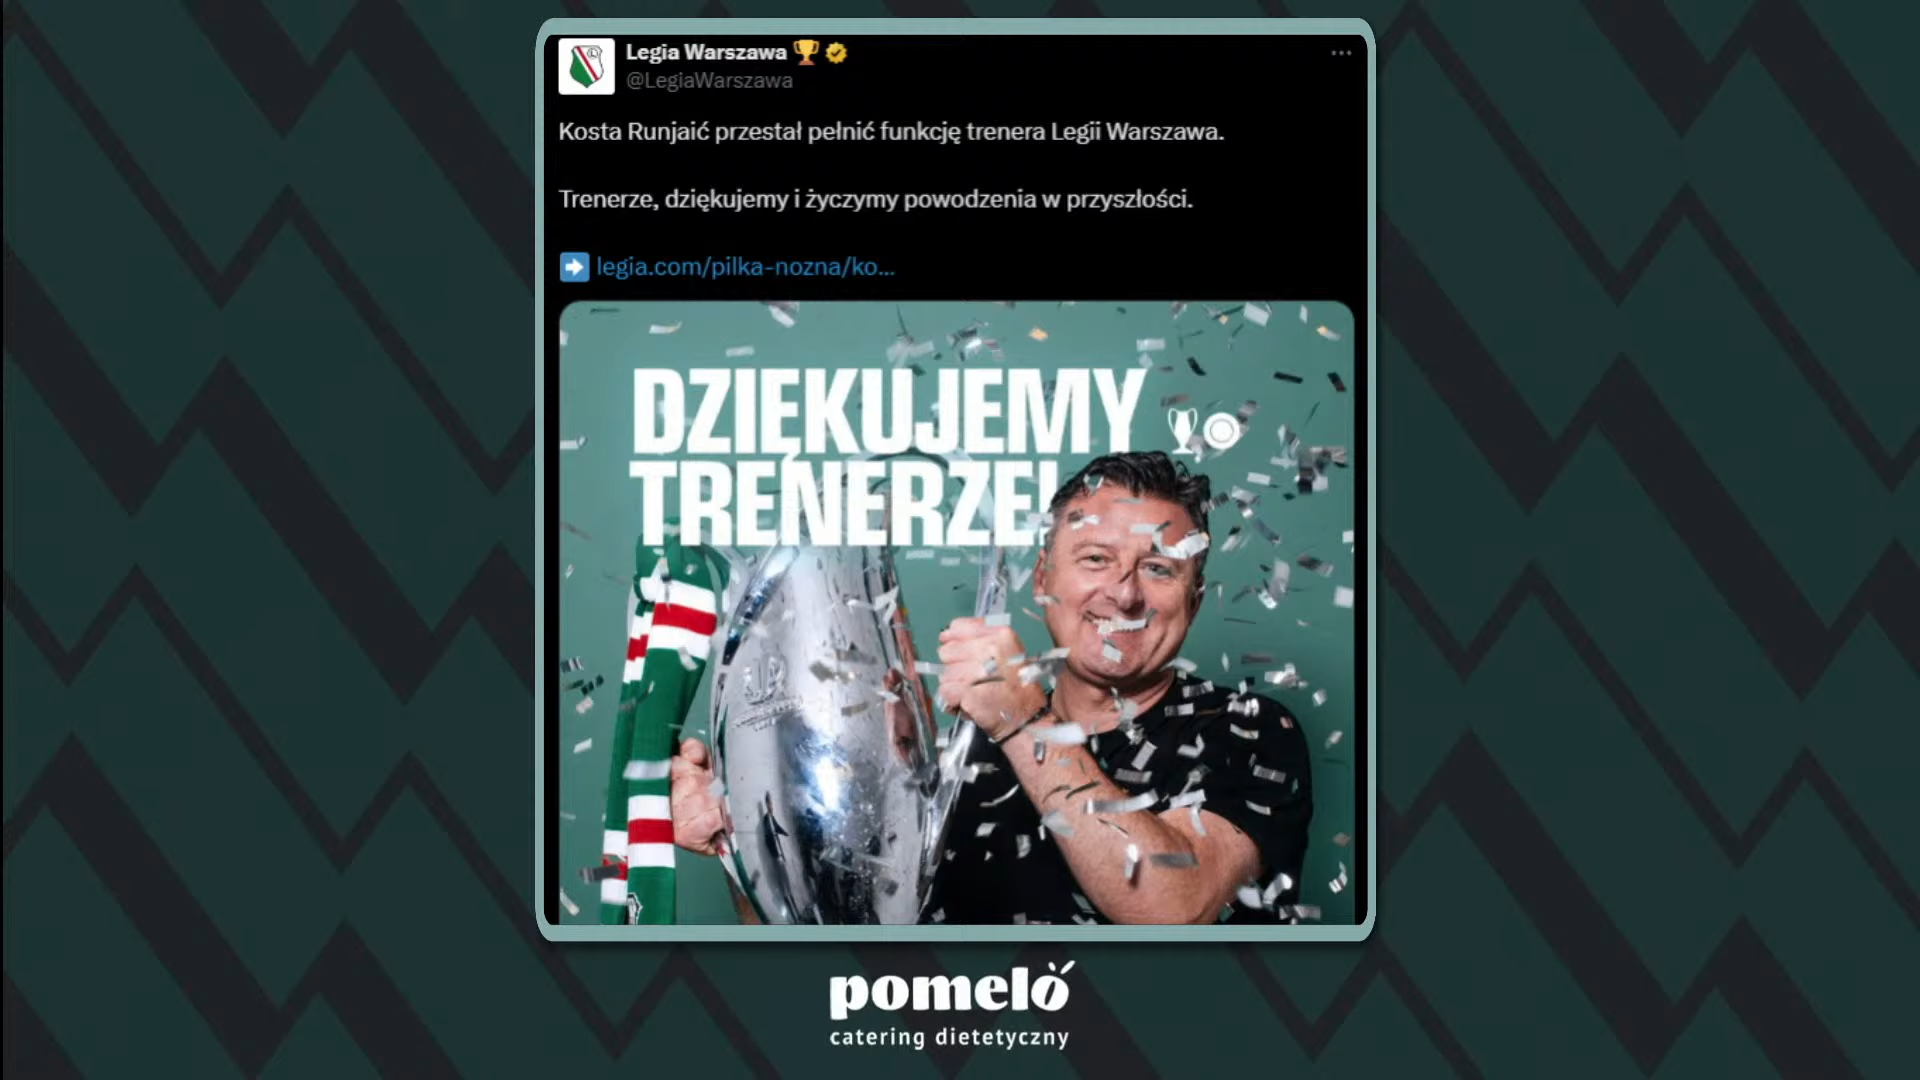 Legia Warszawa
@LegiaWarszawa
Kosta Runjaić przestał pełnić funkcję trenera Legii Warszawa.
Trenerze, dziękujemy i życzymy powodzenia w przyszłości.
legia.com/pilka-nozna/ko...
DZIĘKUJEMY
TRENERZE!
pomelo
catering dietetyczny